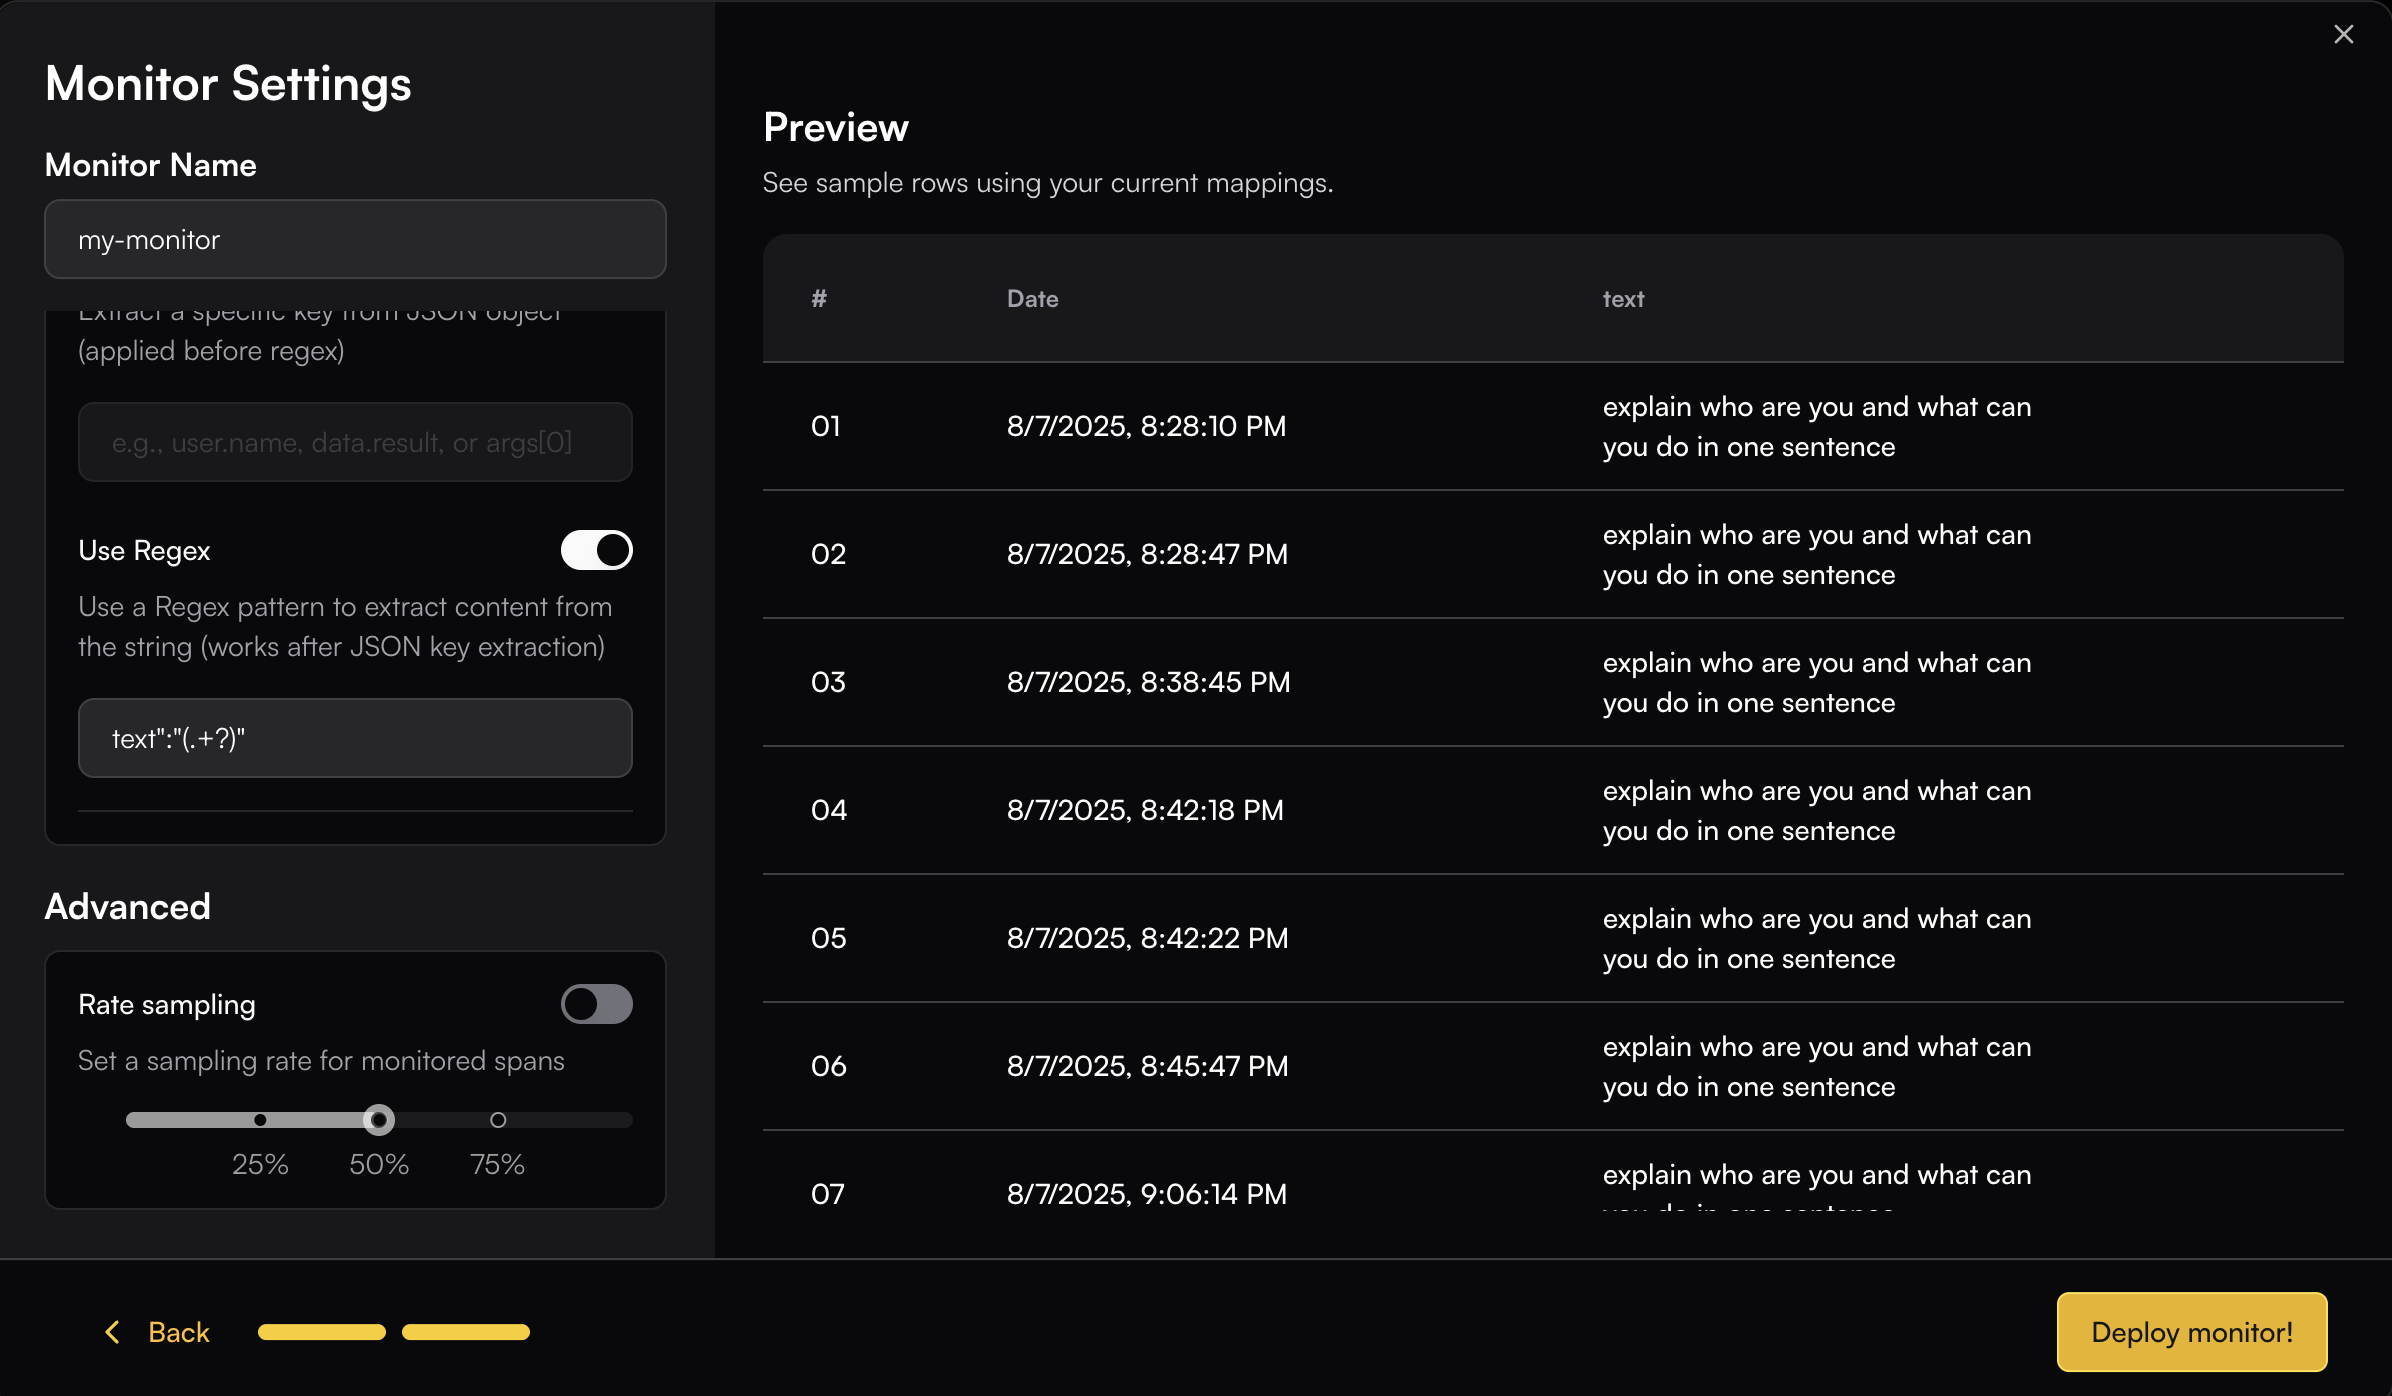 Monitor Settings
Monitor Name
my-monitor
Extract a specific key from JSON object
(applied before regex)
e.g., user.name, data.result, or args[0]
Use Regex
Use a Regex pattern to extract content from
the string (works after JSON key extraction)
text":"(.+?)"
Advanced
Rate sampling
Set a sampling rate for monitored spans
25% 50% 75%
Preview
See sample rows using your current mappings.
# Date text
01 8/7/2025, 8:28:10 PM explain who are you and what can
you do in one sentence
02 8/7/2025, 8:28:47 PM explain who are you and what can
you do in one sentence
03 8/7/2025, 8:38:45 PM explain who are you and what can
you do in one sentence
04 8/7/2025, 8:42:18 PM explain who are you and what can
you do in one sentence
05 8/7/2025, 8:42:22 PM explain who are you and what can
you do in one sentence
06 8/7/2025, 8:45:47 PM explain who are you and what can
you do in one sentence
07 8/7/2025, 9:06:14 PM explain who are you and what can
you do in one sentence
Back
Deploy monitor!